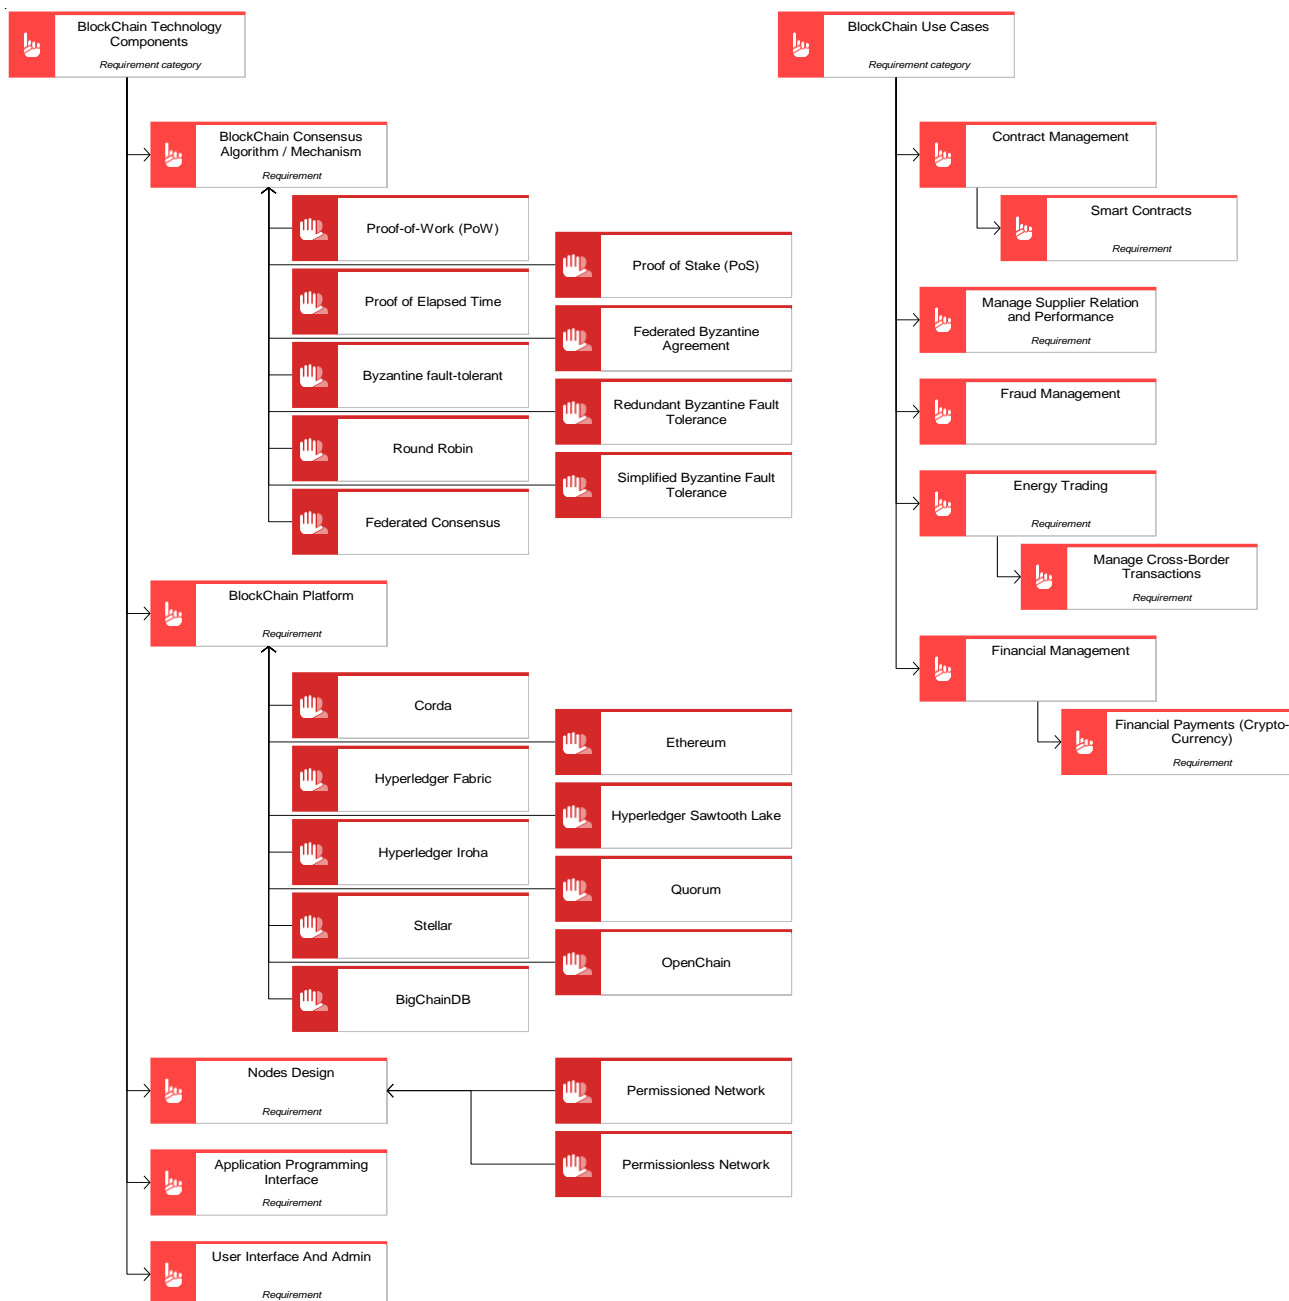 BlockChain Technology
Components
Requirement category
BlockChain Consensus
Algorithm / Mechanism
Requirement
Proof-of-Work (PoW)
Proof of Stake (PoS)
Proof of Elapsed Time
Federated Byzantine
Agreement
Byzantine fault-tolerant
Redundant Byzantine Fault
Tolerance
Round Robin
Simplified Byzantine Fault
Tolerance
Federated Consensus
BlockChain Platform
Requirement
Corda
Ethereum
Hyperledger Fabric
Hyperledger Sawtooth Lake
Hyperledger Iroha
Quorum
Stellar
OpenChain
BigChainDB
Nodes Design
Requirement
Permissioned Network
Permissionless Network
Application Programming
Interface
Requirement
User Interface And Admin
Requirement
BlockChain Use Cases
Requirement category
Contract Management
Smart Contracts
Requirement
Manage Supplier Relation
and Performance
Requirement
Fraud Management
Energy Trading
Requirement
Manage Cross-Border
Transactions
Requirement
Financial Management
Financial Payments (Crypto-
Currency)
Requirement